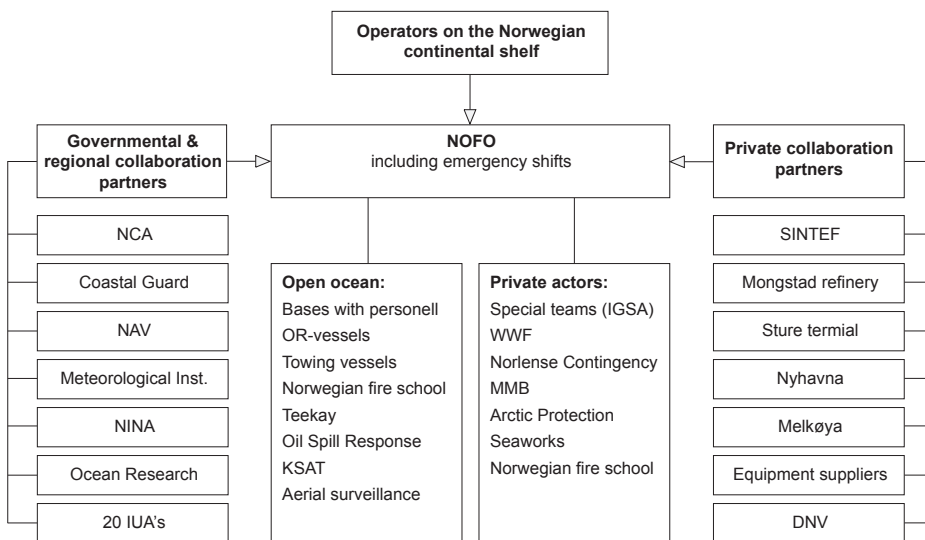 Operators on the Norwegian
continental shelf
Governmental &
regional collaboration
partners
NOFO
including emergency shifts
Private collaboration
partners
NCA
Coastal Guard
NAV
Meteorological Inst.
NINA
Ocean Research
20 IUA's
Open ocean:
Bases with personell
OR-vessels
Towing vessels
Norwegian fire school
Teekay
Oil Spill Response
KSAT
Aerial surveillance
Private actors:
Special teams (IGSA)
WWF
Norlense Contingency
MMB
Arctic Protection
Seaworks
Norwegian fire school
SINTEF
Mongstad refinery
Sture termial
Nyhavna
Melkøya
Equipment suppliers
DNV